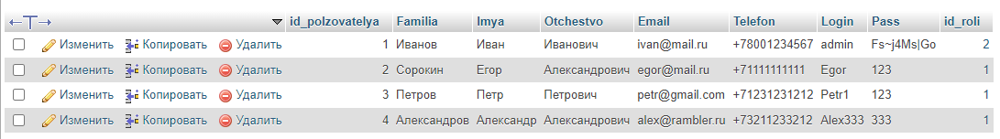 id_polzovatelya Familia Imya Otchestvo Email Telefon Login Pass id_roli
Изменить Копировать Удалить 1 Иванов Иван Иванович ivan@mail.ru +78001234567 admin Fs~j4Ms|Go 2
Изменить Копировать Удалить 2 Сорокин Егор Александрович egor@mail.ru +71111111111 Egor 123 1
Изменить Копировать Удалить 3 Петров Петр Петрович petr@gmail.com +71231231212 Petr1 123 1
Изменить Копировать Удалить 4 Александров Александр Александрович alex@rambler.ru +73211233212 Alex333 333 1